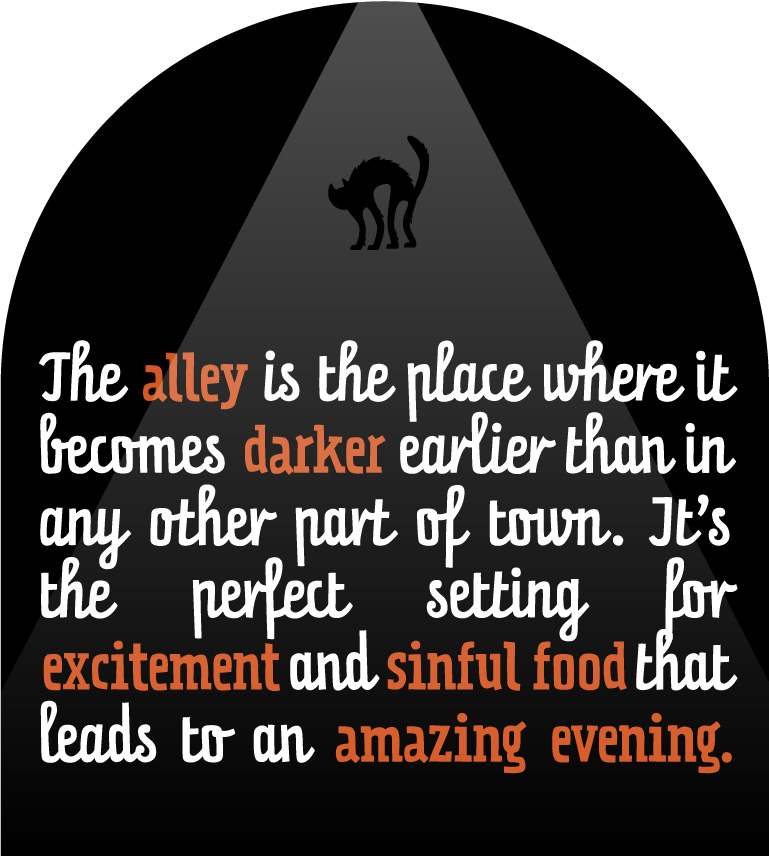 The alley is the place where it
becomes darker earlier than in
any other part of town. It's
the perfect setting for
excitement and sinful food that
leads to an amazing evening.